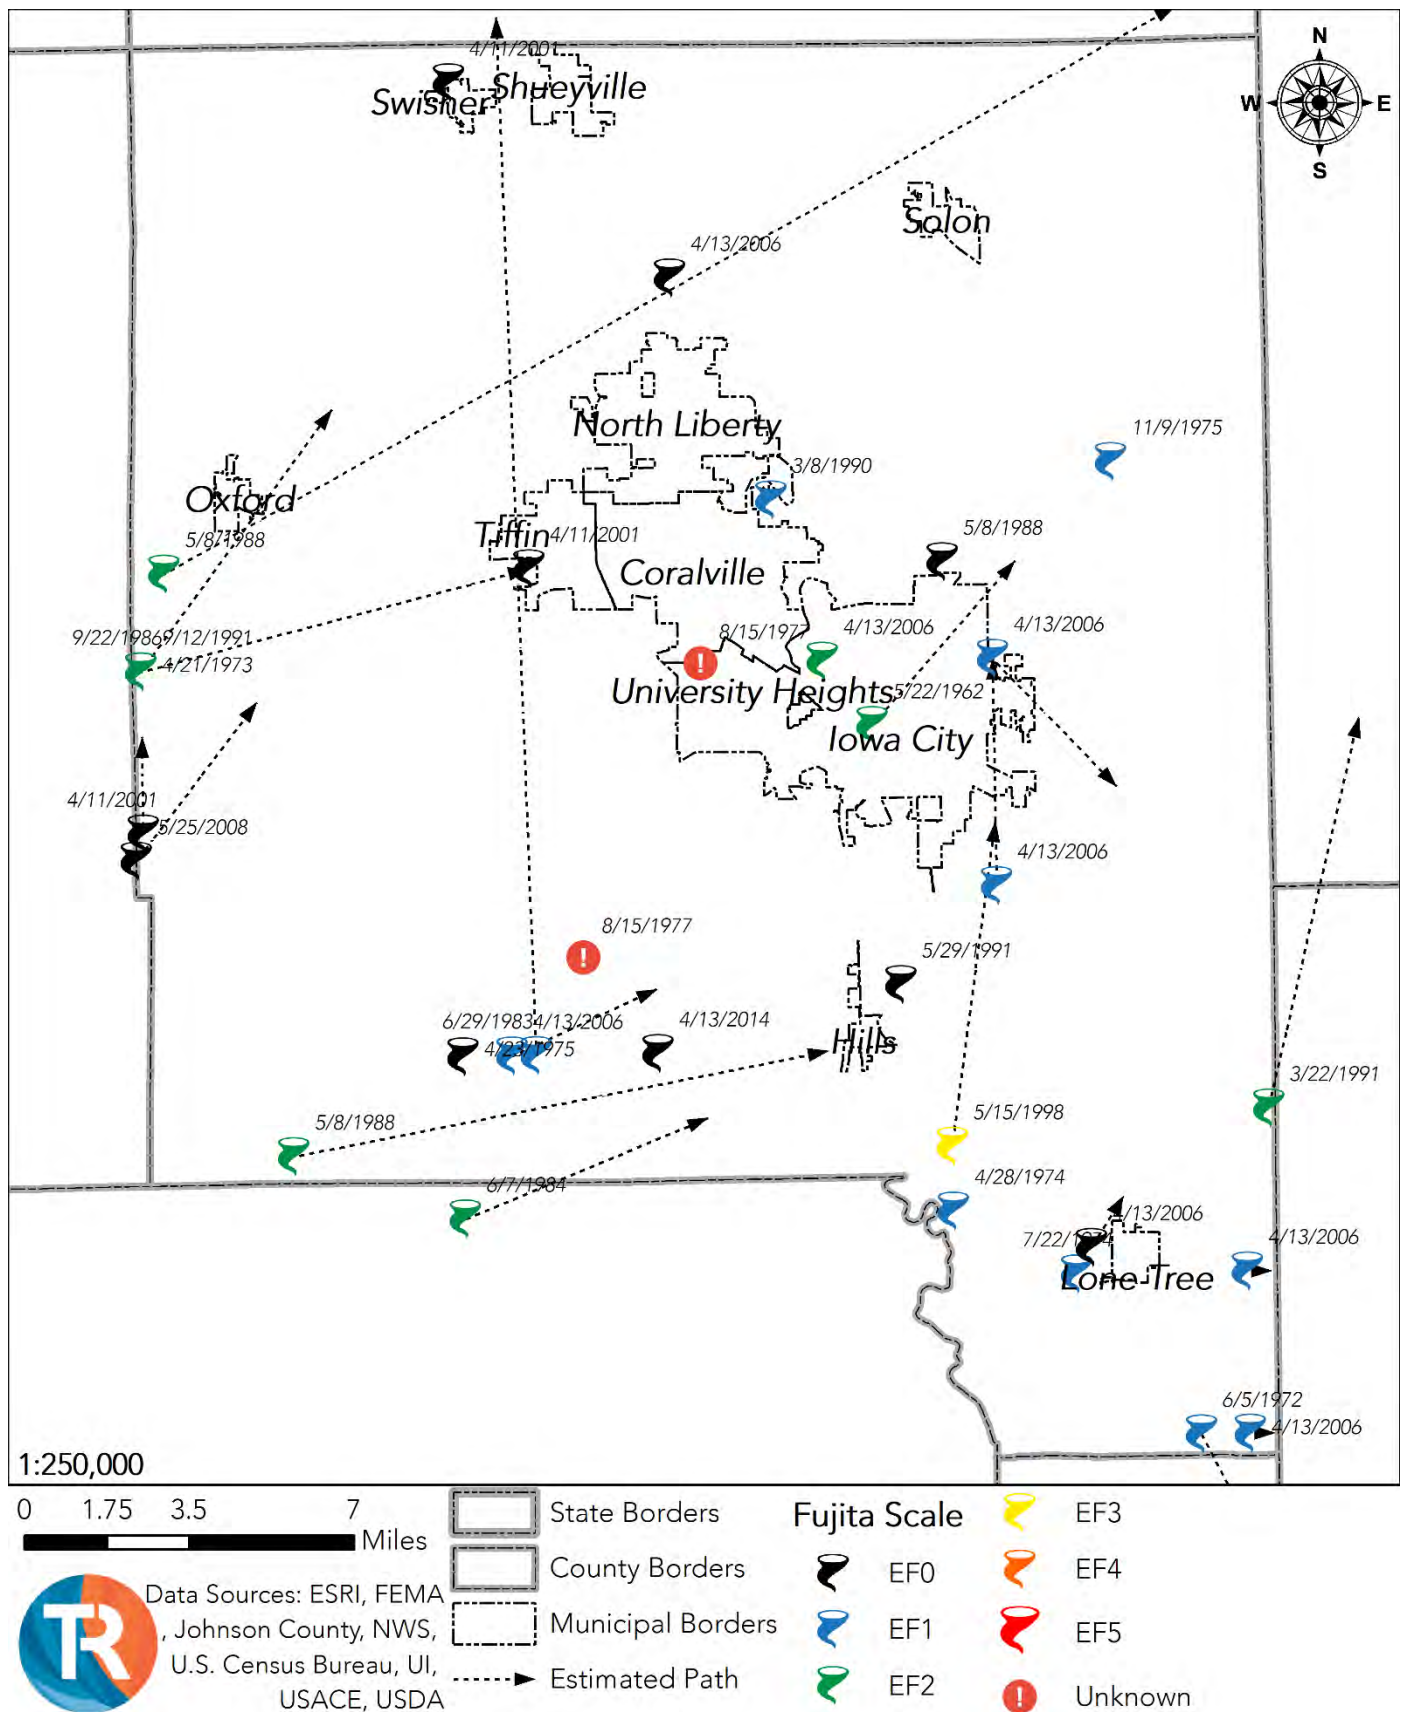 N
W E
S
4/11/2001
Shueyville
Swisher
Solon
4/13/2006
North Liberty
11/9/1975
3/8/1990
Oxford
Tiffin
4/11/2001
5/8/1988
5/8/1988
Coralville
9/22/1986
9/12/1991
4/21/1973
8/15/1977
4/13/2006
4/13/2006
University Heights
5/22/1962
Iowa City
4/11/2001
5/25/2008
4/13/2006
8/15/1977
5/29/1991
6/29/1983
4/13/2006
4/13/2014
4/23/1975
Hills
3/22/1991
5/8/1988
5/15/1998
6/7/1984
4/28/1974
4/13/2006
7/22/1974
4/13/2006
Lone Tree
6/5/1972
4/13/2006
1:250,000
0 1.75 3.5 7
Miles
TR
Data Sources: ESRI, FEMA
, Johnson County, NWS,
U.S. Census Bureau, UI,
USACE, USDA
State Borders
County Borders
Municipal Borders
Estimated Path
Fujita Scale
EF0
EF1
EF2
EF3
EF4
EF5
Unknown